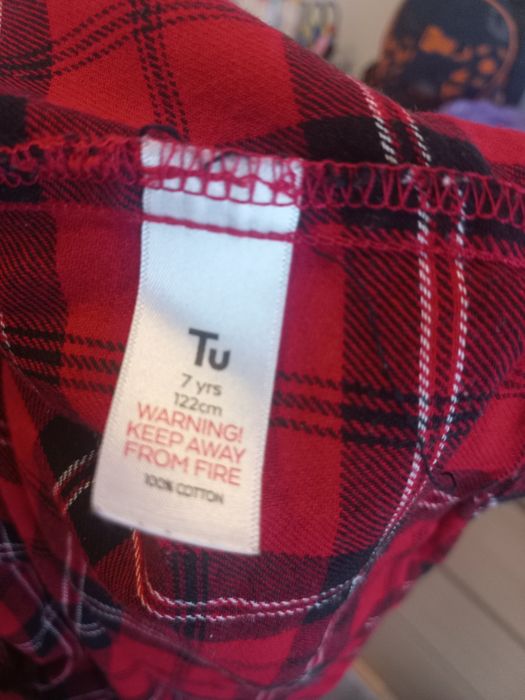 Tu
7 yrs
122cm
WARNING!
KEEP AWAY
FROM FIRE
100% COTTON